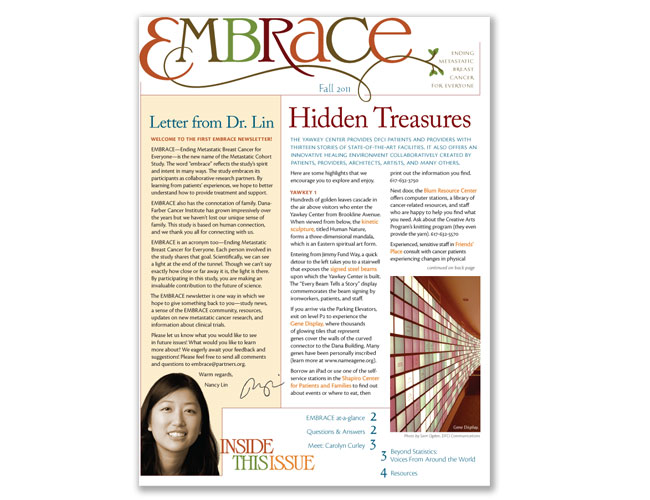 EMBRACE
ENDING
METASTATIC
BREAST
CANCER
FOR EVERYONE
Fall 2011
Letter from Dr. Lin
WELCOME TO THE FIRST EMBRACE NEWSLETTER!
EMBRACE—Ending Metastatic Breast Cancer for
Everyone—is the new name of the Metastatic Cohort
Study. The word "embrace" reflects the study's spirit
and intent in many ways. The study embraces its
participants as collaborative research partners. By
learning from patients' experiences, we hope to better
understand how to provide treatment and support.
EMBRACE also has the connotation of family. Dana-
Farber Cancer Institute has grown impressively over
the years but we haven't lost our unique sense of
family. This study is based on human connection,
and we thank you all for connecting with us.
EMBRACE is an acronym too—Ending Metastatic
Breast Cancer for Everyone. Each person involved in
the study shares that goal. Scientifically, we can see
a light at the end of the tunnel. Though we can't say
exactly how close or far away it is, the light is there.
By participating in this study, you are making an
invaluable contribution to the future of science.
The EMBRACE newsletter is one way in which we
hope to give something back to you—study news,
a sense of the EMBRACE community, resources,
updates on new metastatic cancer research, and
information about clinical trials.
Please let us know what you would like to see
in future issues! What would you like to learn
more about? We eagerly await your feedback and
suggestions! Please feel free to send all comments
and questions to embrace@partners.org.
Warm regards,
Nancy Lin
Hidden Treasures
THE YAWKEY CENTER PROVIDES DFCI PATIENTS AND PROVIDERS WITH
THIRTEEN STORIES OF STATE-OF-THE-ART FACILITIES. IT ALSO OFFERS AN
INNOVATIVE HEALING ENVIRONMENT COLLABORATIVELY CREATED BY
PATIENTS, PROVIDERS, ARCHITECTS, ARTISTS, AND MANY OTHERS.
Here are some highlights that we
encourage you to explore and enjoy.
YAWKEY 1
Hundreds of golden leaves cascade in
the air above visitors who enter the
Yawkey Center from Brookline Avenue.
When viewed from below, the kinetic
sculpture, titled Human Nature,
forms a three-dimensional mandala,
which is an Eastern spiritual art form.
Entering from Jimmy Fund Way, a quick
detour to the left takes you to a stairwell
that exposes the signed steel beams
upon which the Yawkey Center is built.
The "Every Beam Tells a Story" display
commemorates the beam signing by
ironworkers, patients, and staff.
If you arrive via the Parking Elevators,
exit on level P2 to experience the
Gene Display, where thousands
of glowing tiles that represent
genes cover the walls of the curved
connector to the Dana Building. Many
genes have been personally inscribed
(learn more at www.nameagene.org).
Borrow an iPad or use one of the self-
service stations in the Shapiro Center
for Patients and Families to find out
about events or where to eat, then
print out the information you find.
617-632-3750
Next door, the Blum Resource Center
offers computer stations, a library of
cancer-related resources, and staff
who are happy to help you find what
you need. Ask about the Creative Arts
Program's knitting program (they even
provide the yarn). 617-632-5570
Experienced, sensitive staff in Friends'
Place consult with cancer patients
experiencing changes in physical
continued on back page
Gene Display
Photo by Sam Ogden, DFCI Communications
INSIDE
THIS ISSUE
EMBRACE at-a-glance 2
Questions & Answers 2
Meet: Carolyn Curley 3
3 Beyond Statistics:
Voices From Around the World
4 Resources